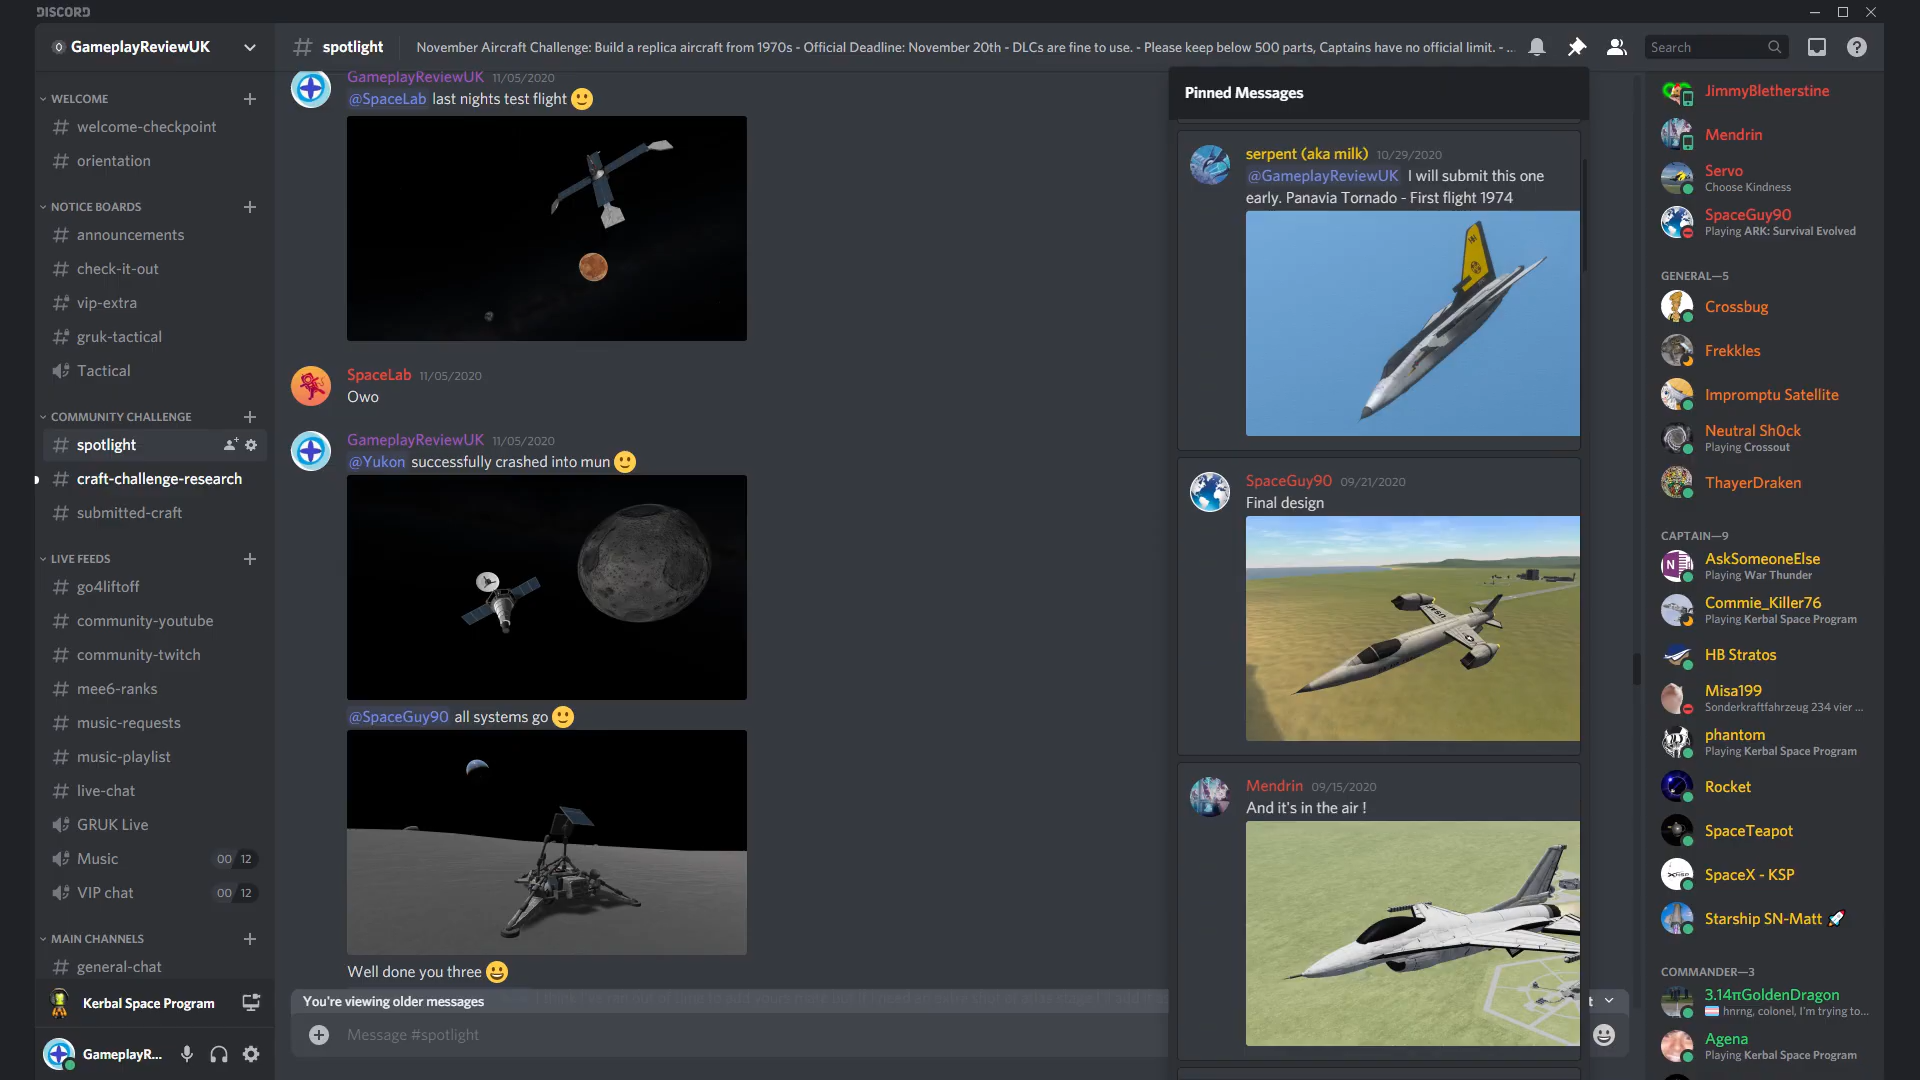 DISCORD
GameplayReviewUK
WELCOME
welcome-checkpoint
orientation
NOTICE BOARDS
announcements
check-it-out
vip-extra
gruk-tactical
Tactical
COMMUNITY CHALLENGE
spotlight
craft-challenge-research
submitted-craft
LIVE FEEDS
go4liftoff
community-youtube
community-twitch
mee6-ranks
music-requests
music-playlist
live-chat
GRUK Live
Music 00 12
VIP chat 00 12
MAIN CHANNELS
general-chat
Kerbal Space Program
GameplayR...
# spotlight
November Aircraft Challenge: Build a replica aircraft from 1970s - Official Deadline: November 20th - DLCs are fine to use. - Please keep below 500 parts, Captains have no official limit. - ...
Search
GameplayReviewUK 11/05/2020
@SpaceLab last nights test flight
SpaceLab 11/05/2020
Owo
GameplayReviewUK 11/05/2020
@Yukon successfully crashed into mun
@SpaceGuy90 all systems go
Well done you three
You're viewing older messages
Message #spotlight
Pinned Messages
serpent (aka milk) 10/29/2020
@GameplayReviewUK I will submit this one
early. Panavia Tornado - First flight 1974
SpaceGuy90 09/21/2020
Final design
USAF
Mendrin 09/15/2020
And it's in the air !
JimmyBletherstine
Mendrin
Servo
Choose Kindness
SpaceGuy90
Playing ARK: Survival Evolved
GENERAL—5
Crossbug
Frekkles
Impromptu Satellite
Neutral Sh0ck
Playing Crossout
ThayerDraken
CAPTAIN—9
AskSomeoneElse
Playing War Thunder
Commie_Killer76
Playing Kerbal Space Program
HB Stratos
Misa199
Sonderkraftfahrzeug 234 vier ...
phantom
Playing Kerbal Space Program
Rocket
SpaceTeapot
SpaceX - KSP
Starship SN-Matt
COMMANDER—3
3.14πGoldenDragon
hnrng, colonel, I'm trying to...
Agena
Playing Kerbal Space Program